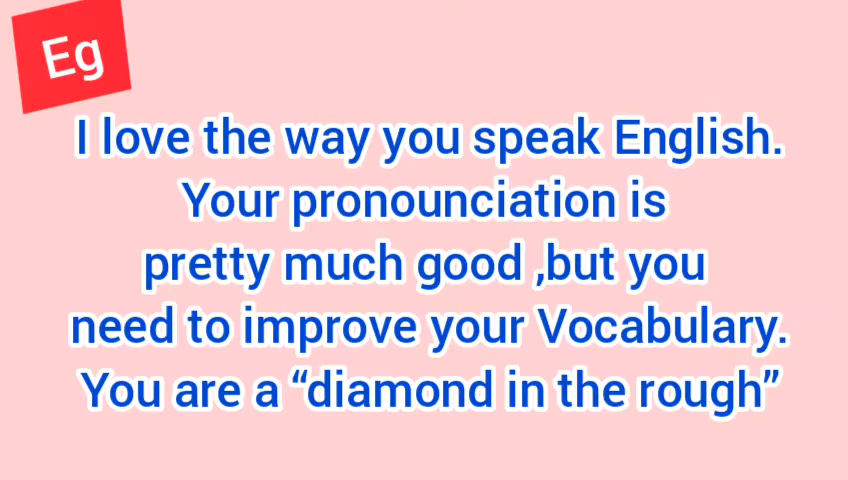 Eg
I love the way you speak English.
Your pronounciation is
pretty much good ,but you
need to improve your Vocabulary.
You are a “diamond in the rough”